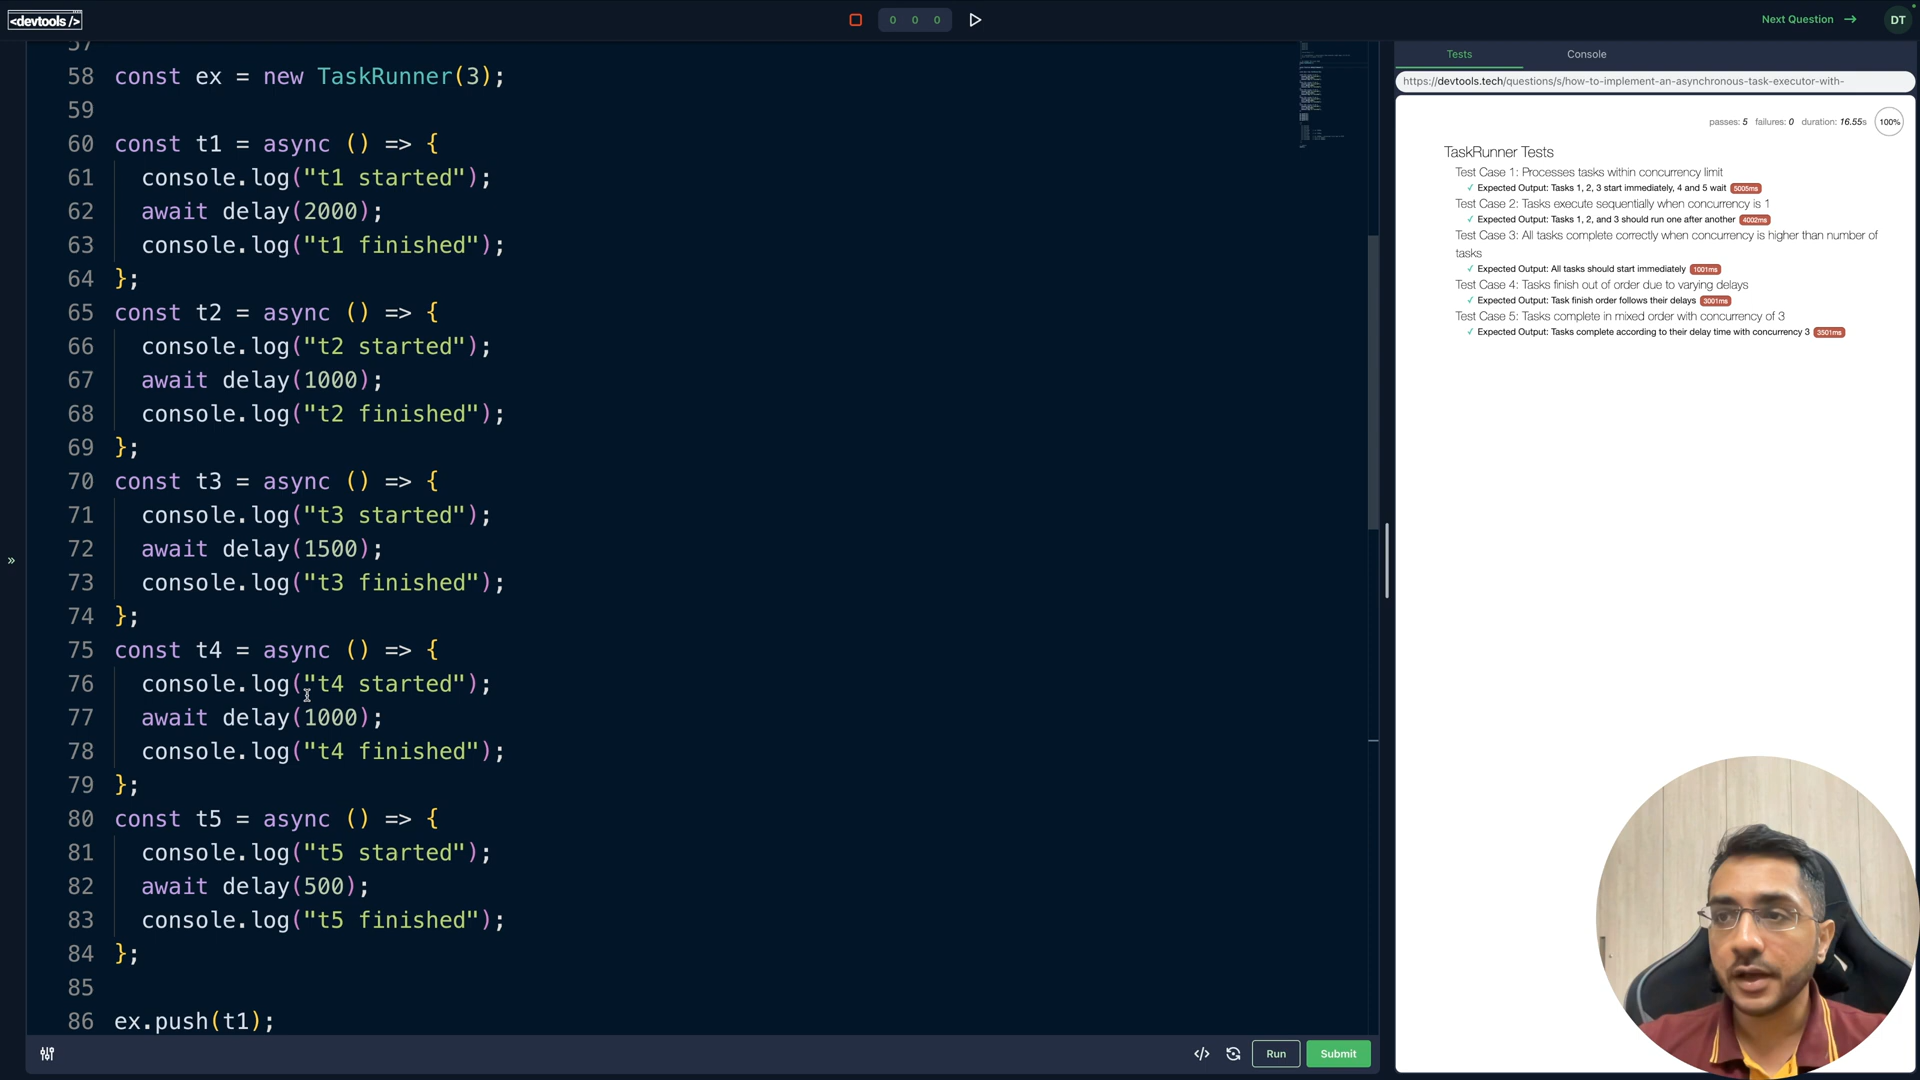 <devtools />
0 0 0
Next Question →
DT
57
58 const ex = new TaskRunner(3);
59
60 const t1 = async () => {
61 console.log("t1 started");
62 await delay(2000);
63 console.log("t1 finished");
64 };
65 const t2 = async () => {
66 console.log("t2 started");
67 await delay(1000);
68 console.log("t2 finished");
69 };
70 const t3 = async () => {
71 console.log("t3 started");
72 await delay(1500);
73 console.log("t3 finished");
74 };
75 const t4 = async () => {
76 console.log("t4 started");
77 await delay(1000);
78 console.log("t4 finished");
79 };
80 const t5 = async () => {
81 console.log("t5 started");
82 await delay(500);
83 console.log("t5 finished");
84 };
85
86 ex.push(t1);
»
</> Run Submit
Tests Console
https://devtools.tech/questions/s/how-to-implement-an-asynchronous-task-executor-with-
passes: 5 failures: 0 duration: 16.55s 100%
TaskRunner Tests
Test Case 1: Processes tasks within concurrency limit
✓ Expected Output: Tasks 1, 2, 3 start immediately, 4 and 5 wait 5005ms
Test Case 2: Tasks execute sequentially when concurrency is 1
✓ Expected Output: Tasks 1, 2, and 3 should run one after another 4002ms
Test Case 3: All tasks complete correctly when concurrency is higher than number of
tasks
✓ Expected Output: All tasks should start immediately 1001ms
Test Case 4: Tasks finish out of order due to varying delays
✓ Expected Output: Task finish order follows their delays 3001ms
Test Case 5: Tasks complete in mixed order with concurrency of 3
✓ Expected Output: Tasks complete according to their delay time with concurrency 3 3501ms